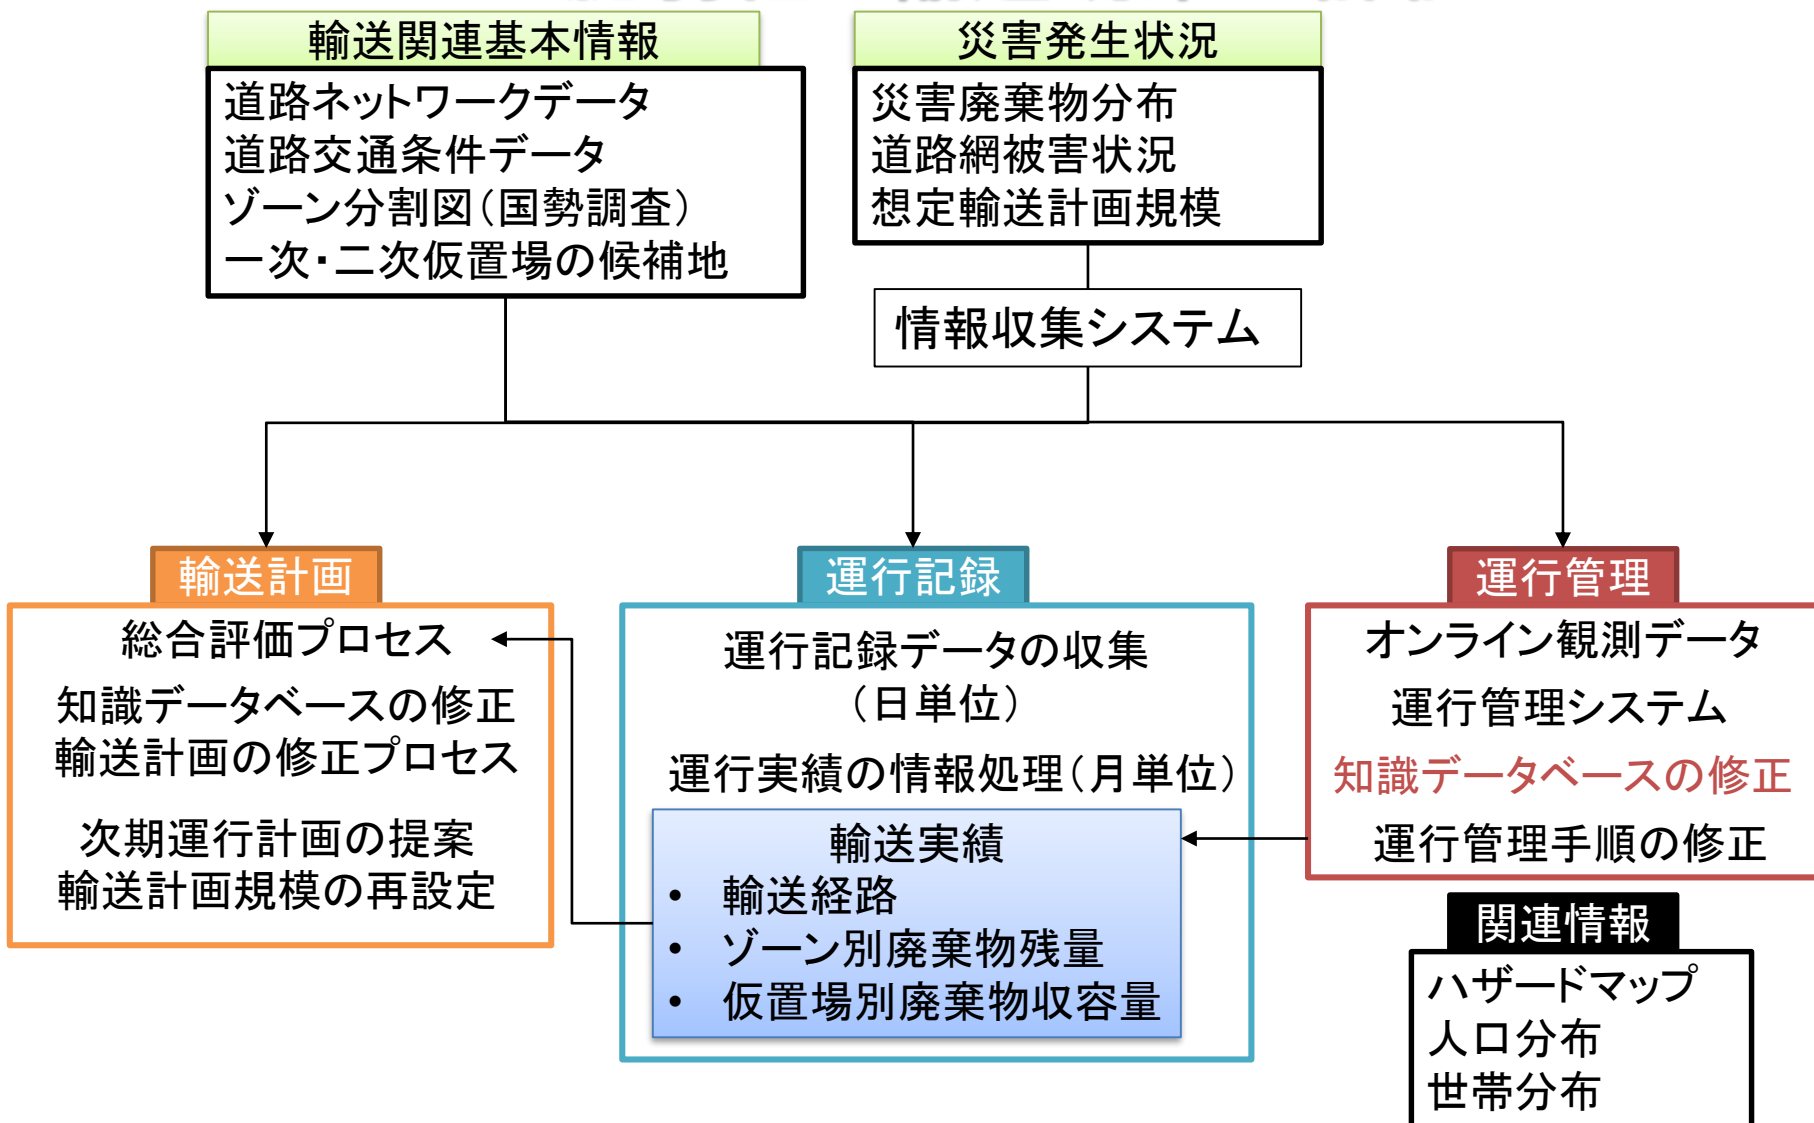 輸送関連基本情報
道路ネットワークデータ
道路交通条件データ
ゾーン分割図（国勢調査）
一次・二次仮置場の候補地
災害発生状況
災害廃棄物分布
道路網被害状況
想定輸送計画規模
情報収集システム
輸送計画
総合評価プロセス
知識データベースの修正
輸送計画の修正プロセス
次期運行計画の提案
輸送計画規模の再設定
運行記録
運行記録データの収集
（日単位）
運行実績の情報処理（月単位）
輸送実績
• 輸送経路
• ゾーン別廃棄物残量
• 仮置場別廃棄物収容量
運行管理
オンライン観測データ
運行管理システム
知識データベースの修正
運行管理手順の修正
関連情報
ハザードマップ
人口分布
世帯分布